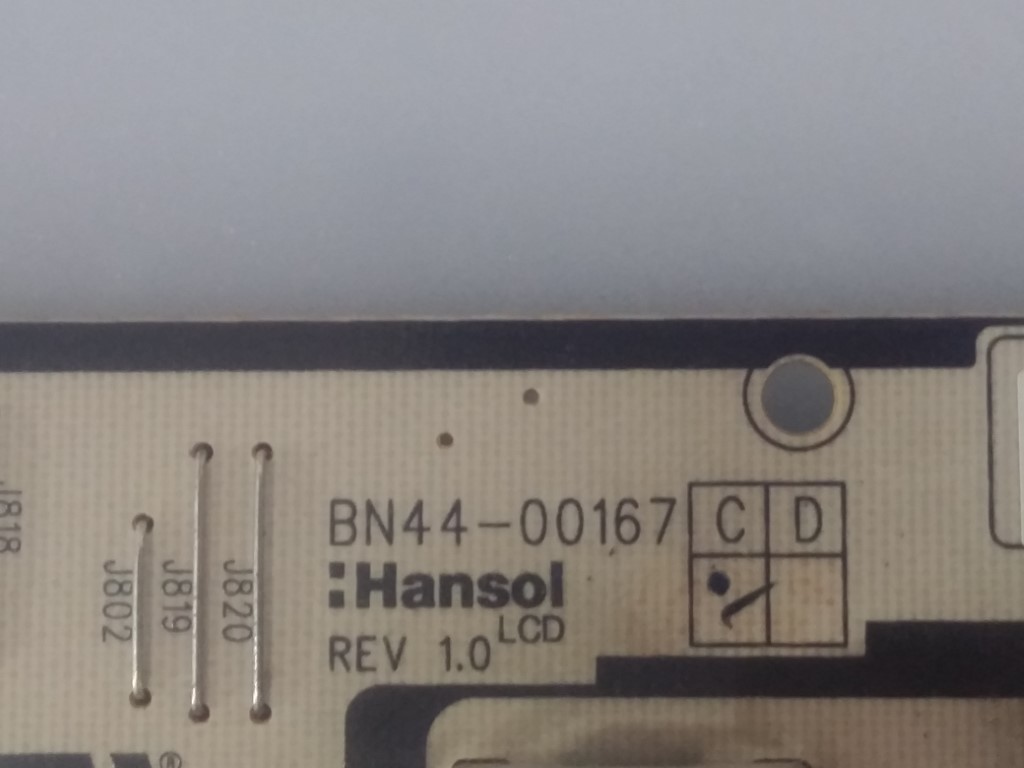 BN44-00167 C D
Hansol
LCD
REV 1.0
J818
J802
J819
J820
®